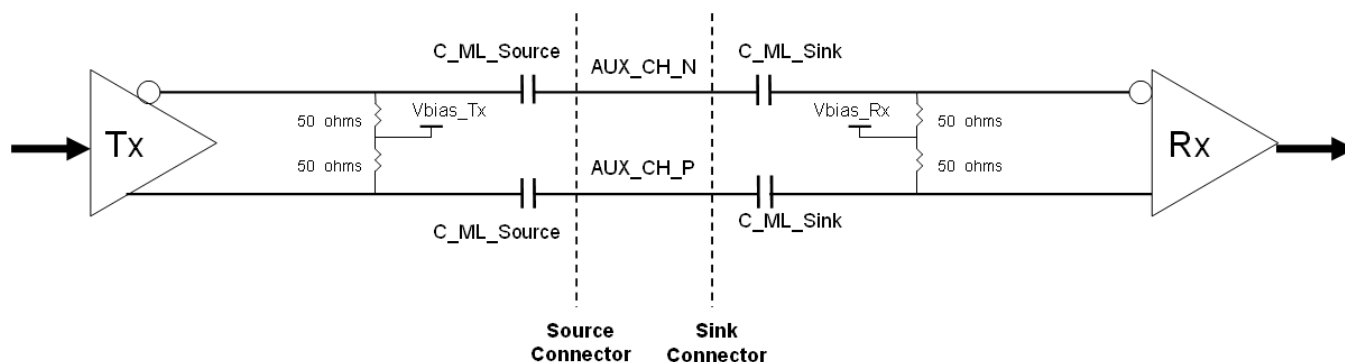 C_ML_Source
C_ML_Sink
AUX_CH_N
Vbias_Tx
Vbias_Rx
50 ohms
50 ohms
Tx
Rx
50 ohms
50 ohms
AUX_CH_P
C_ML_Source
C_ML_Sink
Source
Connector
Sink
Connector